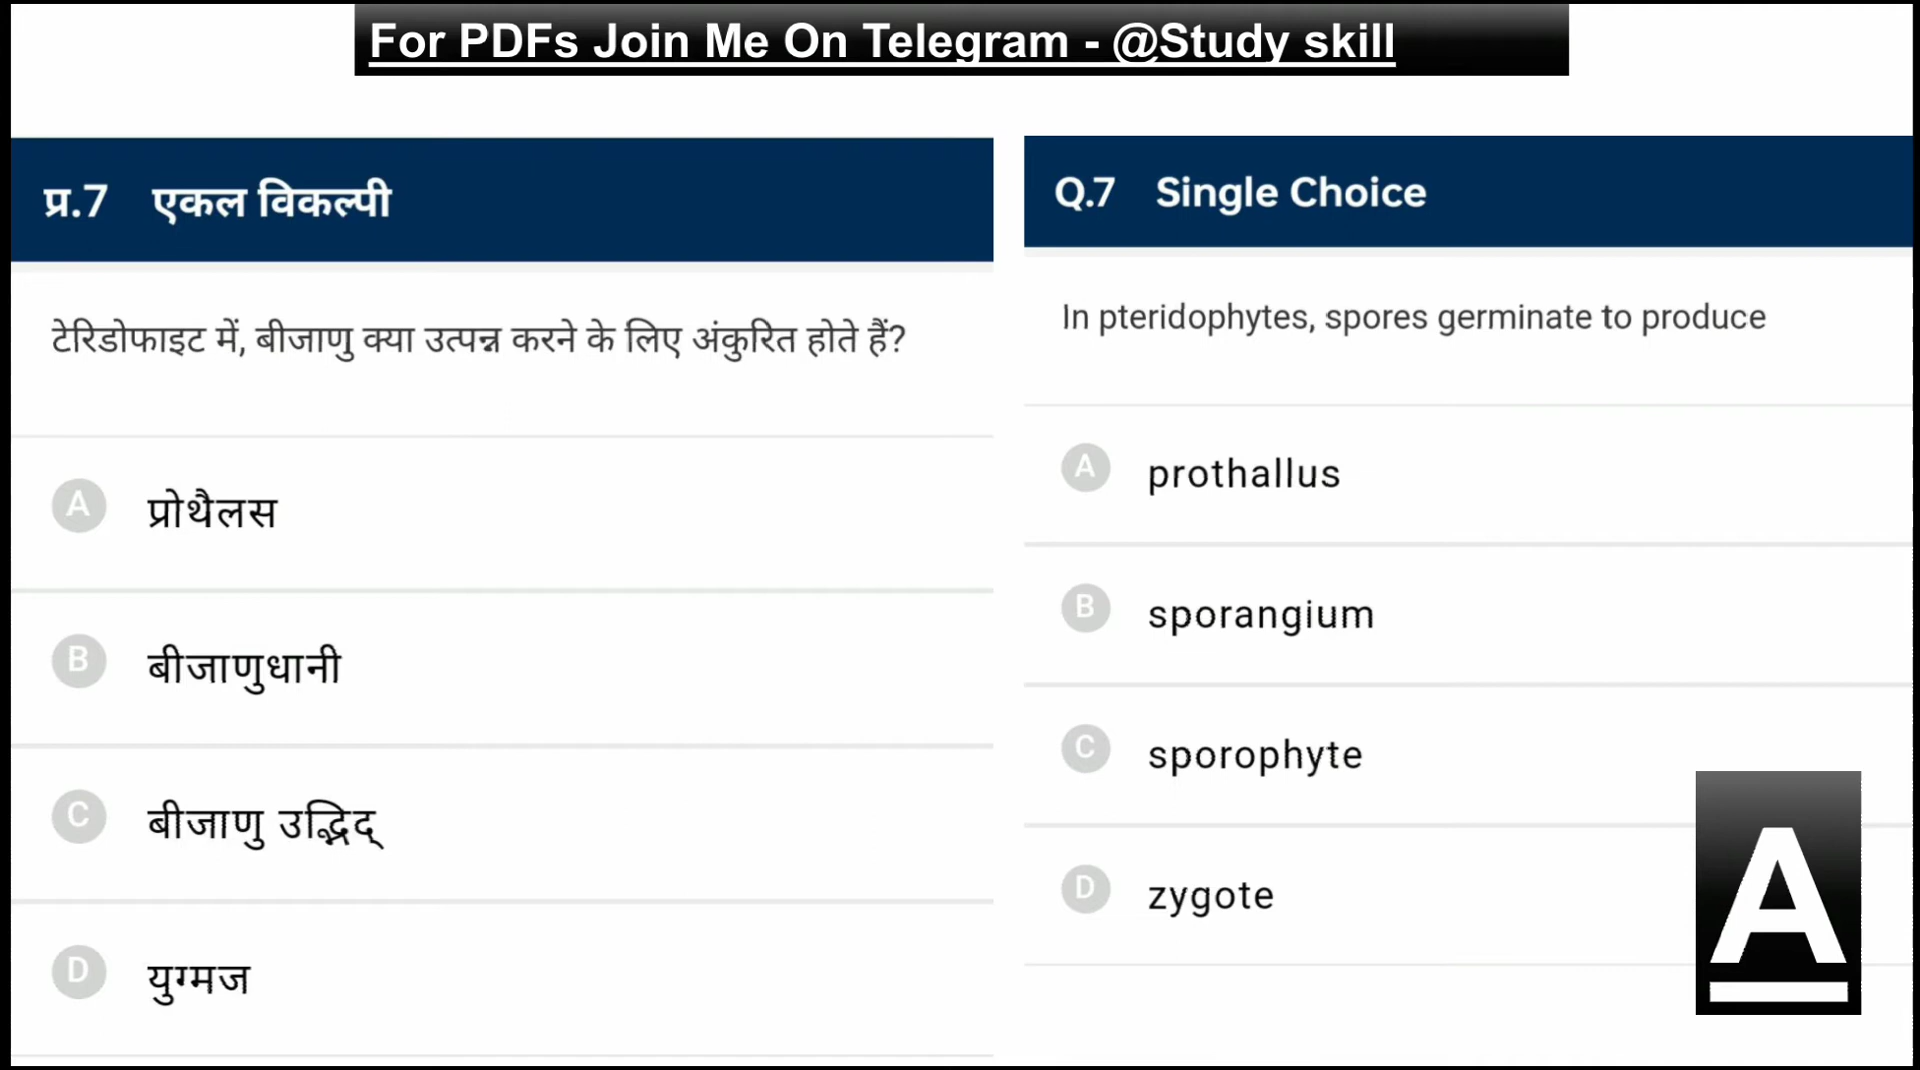 For PDFs Join Me On Telegram - @Study skill
प्र.7 एकल विकल्पी
टेरिडोफाइट में, बीजाणु क्या उत्पन्न करने के लिए अंकुरित होते हैं?
A प्रोथैलस
B बीजाणुधानी
C बीजाणु उद्भिद्
D युग्मज
Q.7 Single Choice
In pteridophytes, spores germinate to produce
A prothallus
B sporangium
C sporophyte
D zygote
A